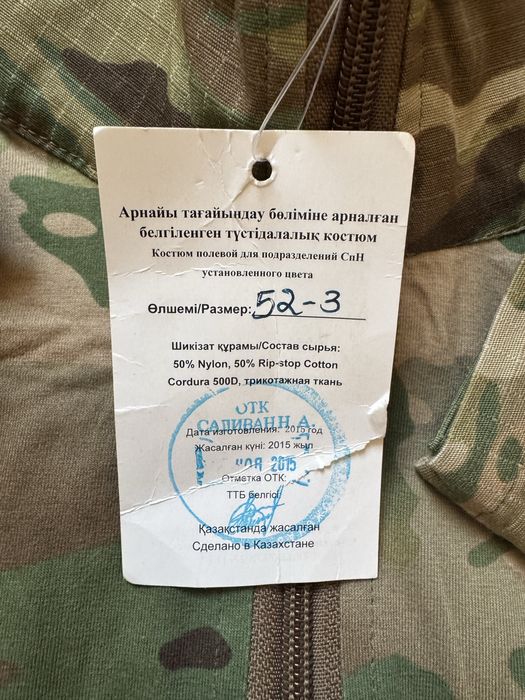 Арнайы тағайындау бөліміне арналған
белгіленген түстідалалық костюм
Костюм полевой для подразделений СпН
установленного цвета
Өлшемі/Размер: 52-3
Шикізат құрамы/Состав сырья:
50% Nylon, 50% Rip-stop Cotton
Cordura 500D, трикотажная ткань
ОТК
САЛИВАН Н. А.
Дата изготовления: 2015 год
Жасалған күні: 2015 жыл
НОЯ 2015
Отметка ОТК:
ТТБ белгісі
Қазақстанда жасалған
Сделано в Казахстане